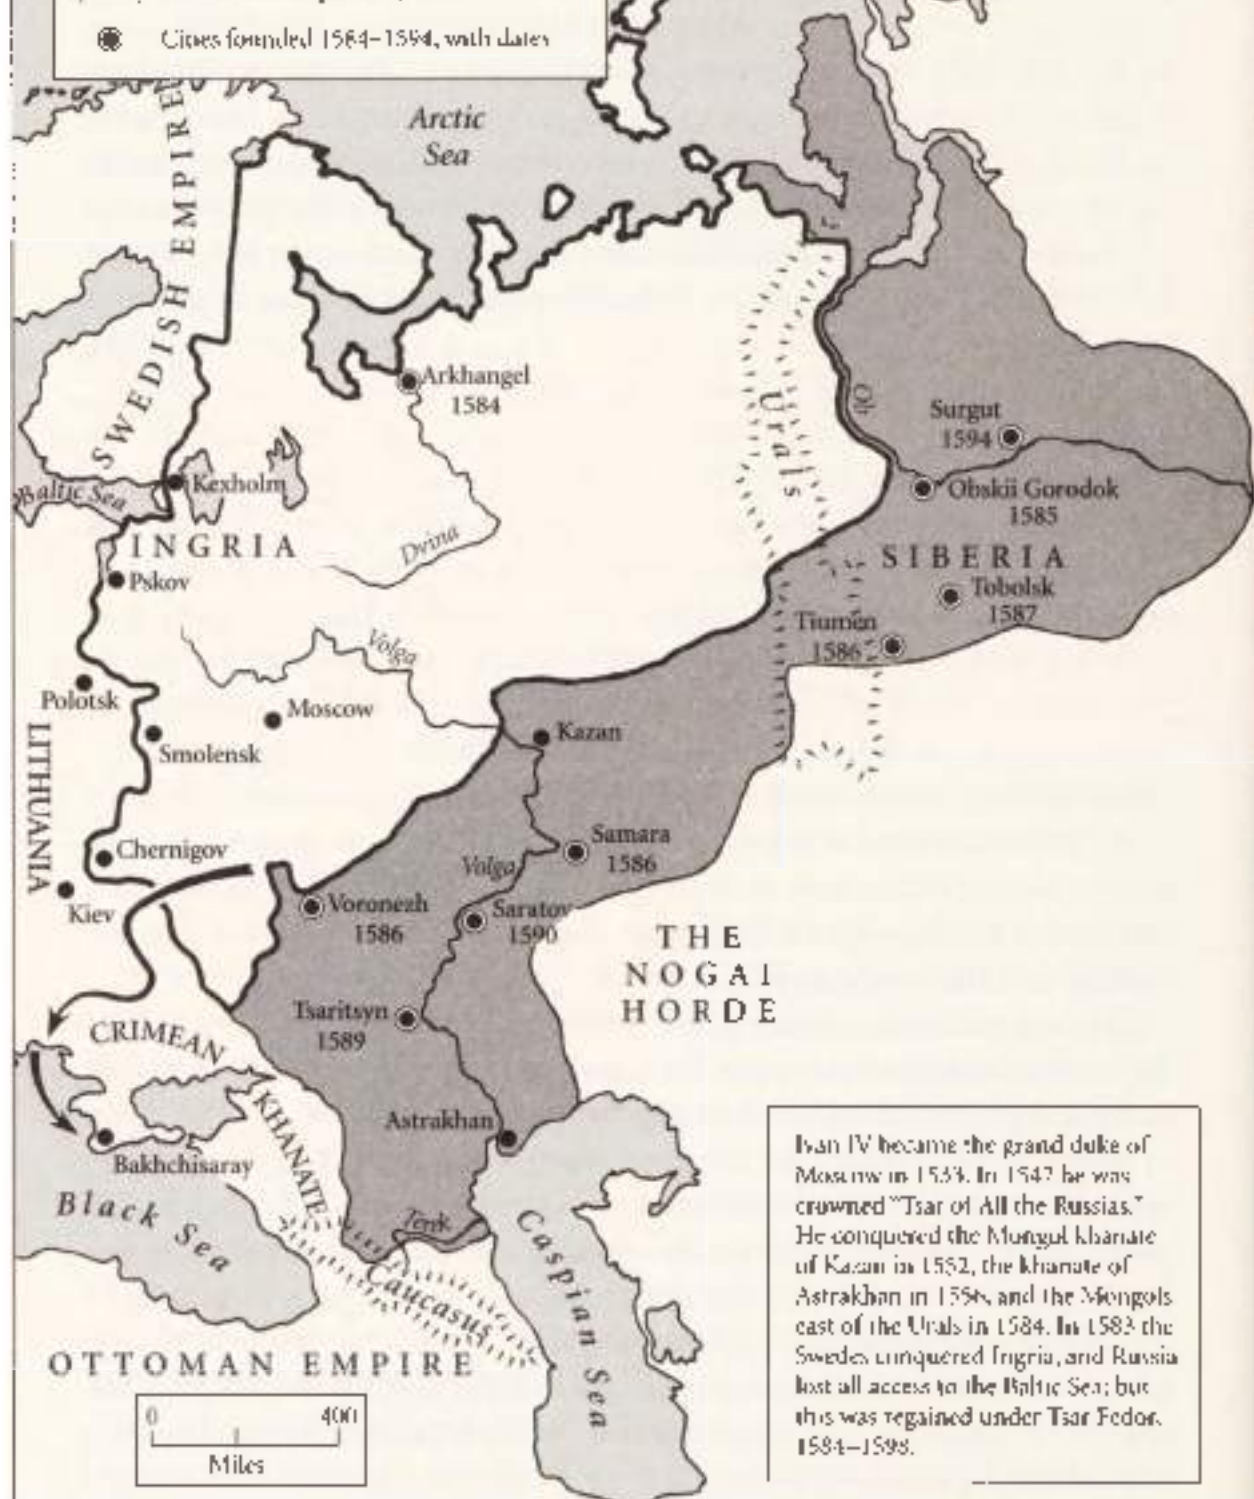 Cities founded 1584–1594, with dates
Arctic
Sea
SWEDISH EMPIRE
Arkhangel
1584
Urals
Ob
Surgut
1594
Obskii Gorodok
1585
Kexholm
Baltic Sea
INGRIA
Dvina
SIBERIA
Pskov
Tobolsk
1587
Tiumen
1586
Volga
Polotsk
Moscow
Smolensk
Kazan
LITHUANIA
Chernigov
Samara
1586
Volga
Kiev
Voronezh
1586
Saratov
1590
THE
NOGAI
HORDE
Tsaritsyn
1589
CRIMEAN
KHANATE
Astrakhan
Bakhchisaray
Black Sea
Terek
Caspian Sea
Caucasus
OTTOMAN EMPIRE
0 400
Miles
Ivan IV became the grand duke of
Moscow in 1533. In 1547 he was
crowned "Tsar of All the Russias."
He conquered the Mongul khanate
of Kazan in 1552, the khanate of
Astrakhan in 1556, and the Mongols
east of the Urals in 1584. In 1583 the
Swedes conquered Ingria, and Russia
lost all access to the Baltic Sea; but
this was regained under Tsar Fedor,
1584–1598.